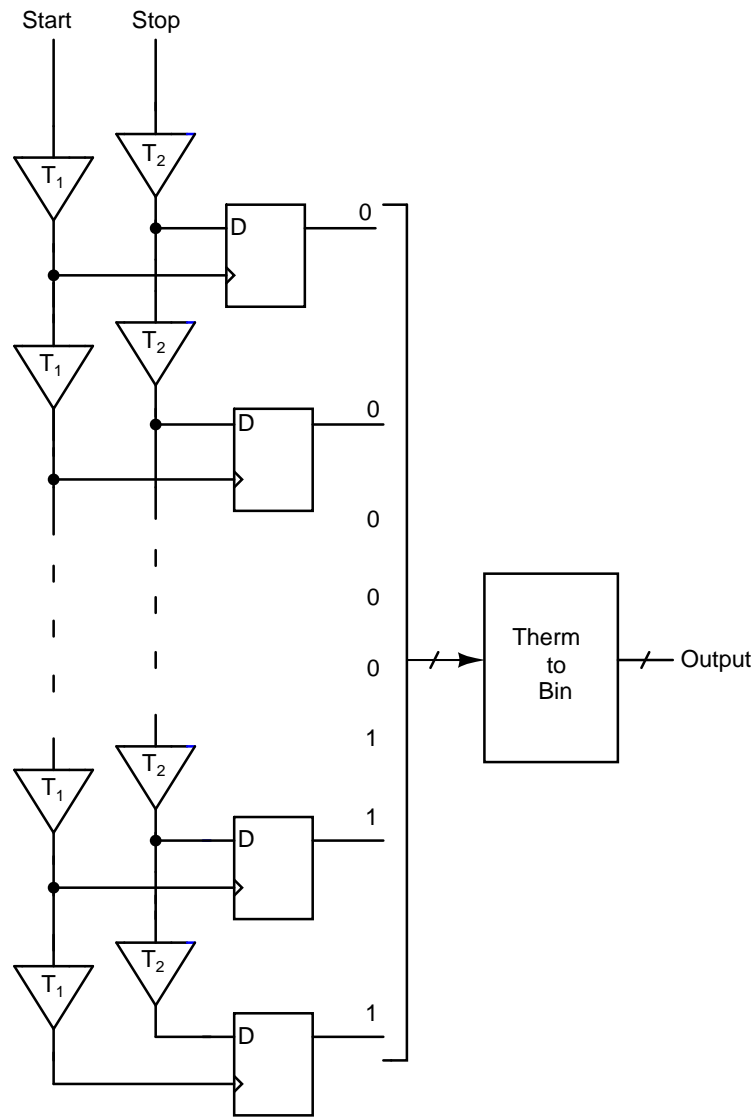 Start Stop
T₂
T₁
0
D
T₂
T₁
0
D
0
0
Therm
to
Bin
Output
0
1
T₂
T₁
1
D
T₂
T₁
1
D